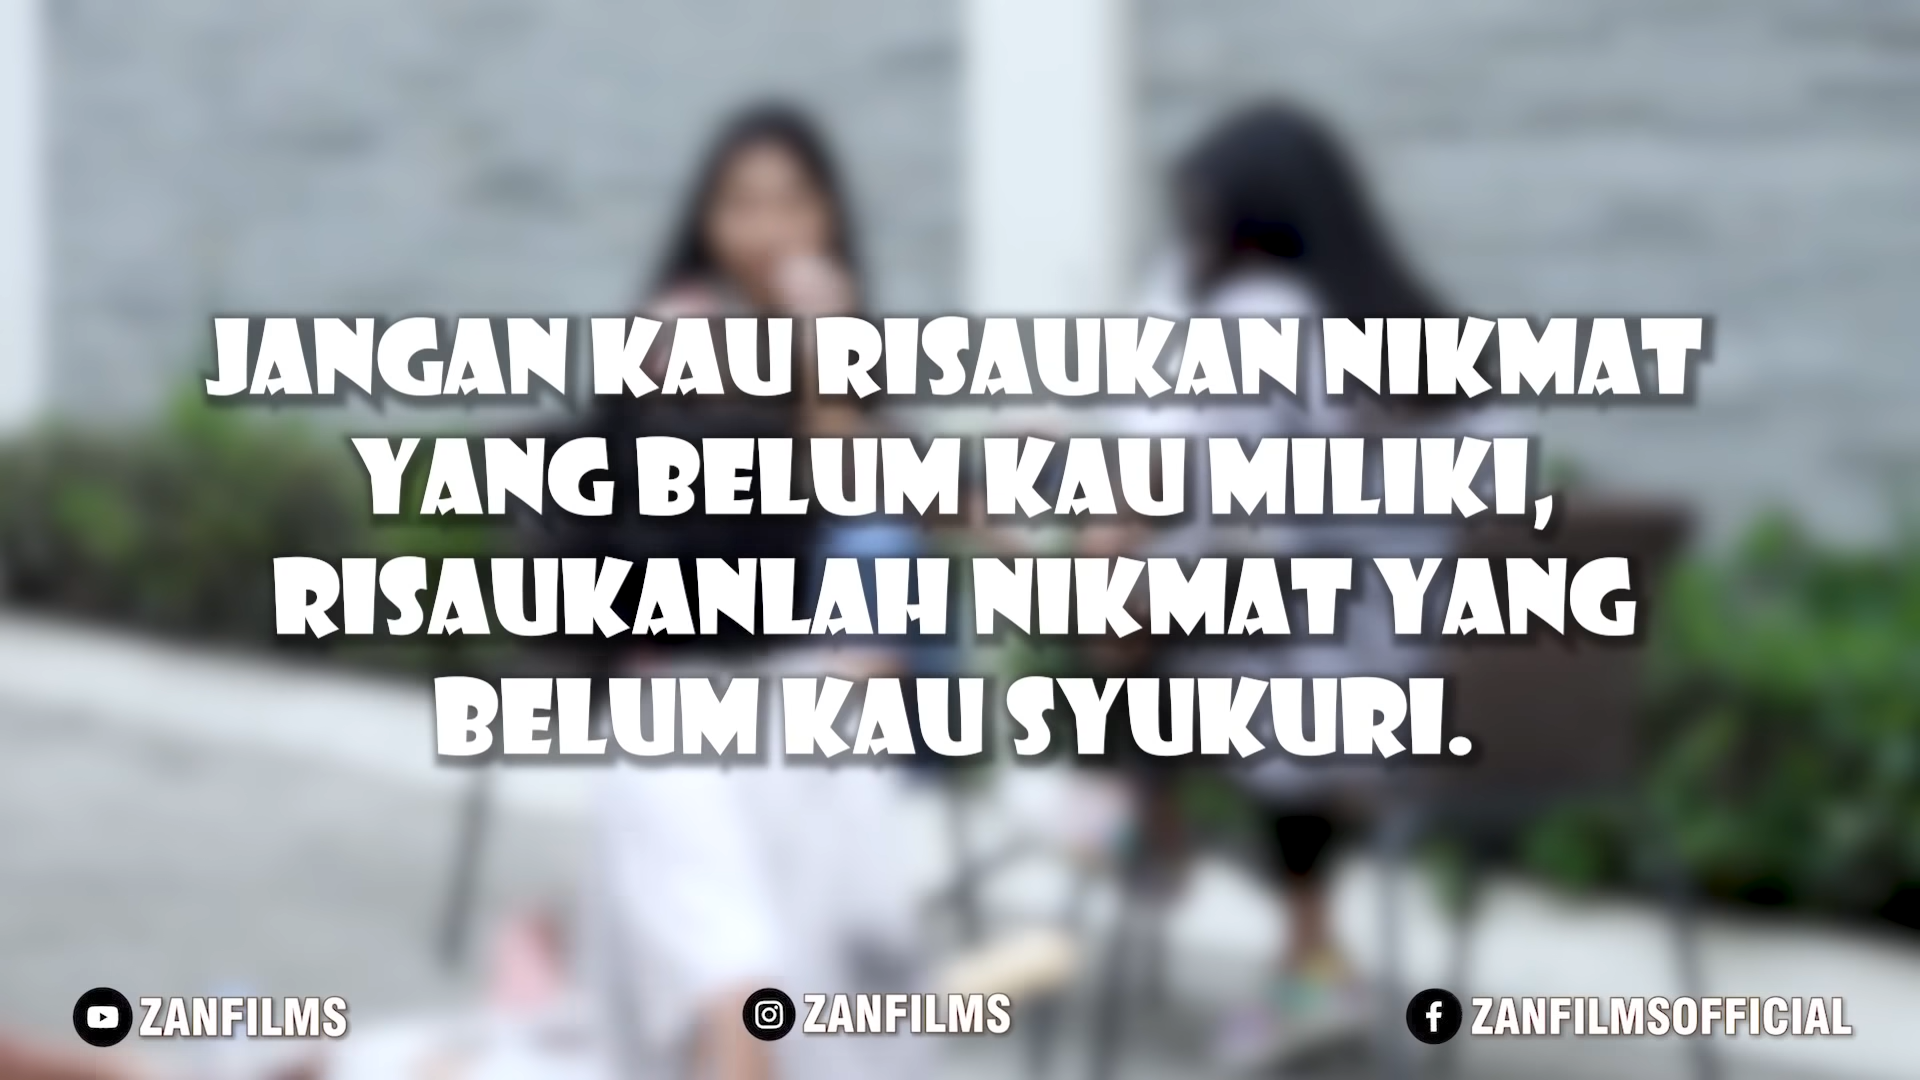 JANGAN KAU RISAUKAN NIKMAT
YANG BELUM KAU MILIKI,
RISAUKANLAH NIKMAT YANG
BELUM KAU SYUKURI.
ZANFILMS
ZANFILMS
ZANFILMSOFFICIAL